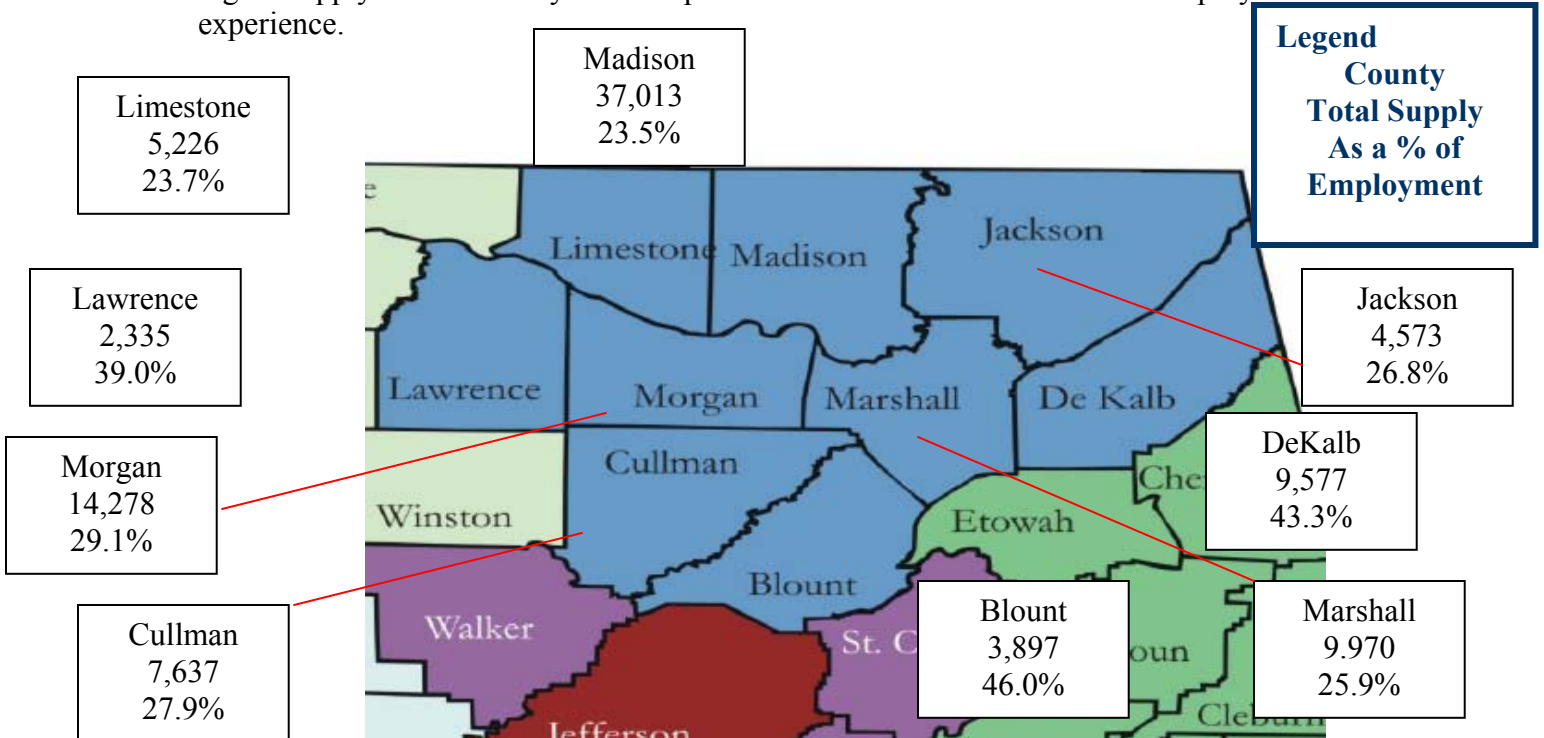 experience.
Legend
County
Total Supply
As a % of
Employment
Madison
37,013
23.5%
Limestone
5,226
23.7%
Lawrence
2,335
39.0%
Morgan
14,278
29.1%
Cullman
7,637
27.9%
Jackson
4,573
26.8%
DeKalb
9,577
43.3%
Blount
3,897
46.0%
Marshall
9.970
25.9%
Limestone
Madison
Jackson
Lawrence
Morgan
Marshall
De Kalb
Cullman
Winston
Etowah
Blount
Walker
St.